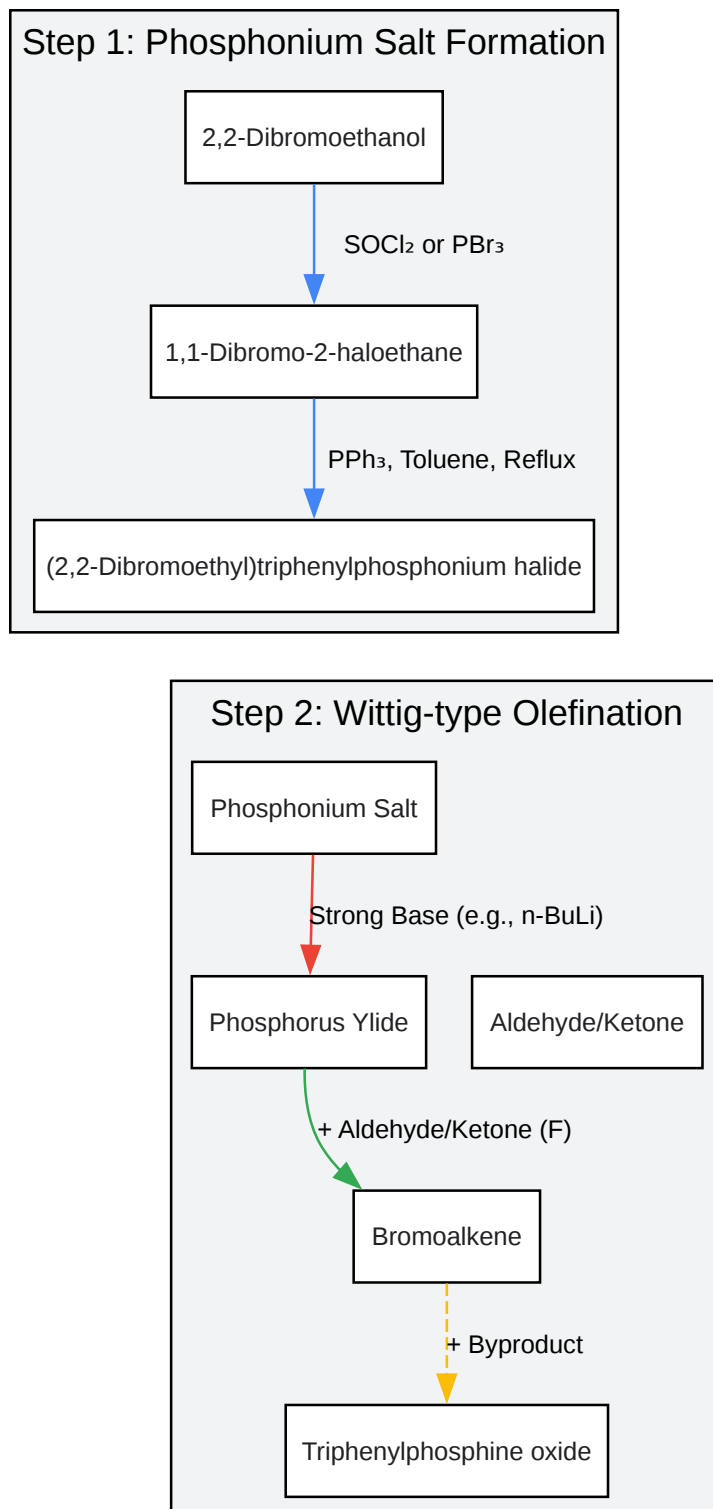 Step 1: Phosphonium Salt Formation
2,2-Dibromoethanol
SOCl₂ or PBr₃
1,1-Dibromo-2-haloethane
PPh₃, Toluene, Reflux
(2,2-Dibromoethyl)triphenylphosphonium halide
Step 2: Wittig-type Olefination
Phosphonium Salt
Strong Base (e.g., n-BuLi)
Phosphorus Ylide
Aldehyde/Ketone
+ Aldehyde/Ketone (F)
Bromoalkene
+ Byproduct
Triphenylphosphine oxide